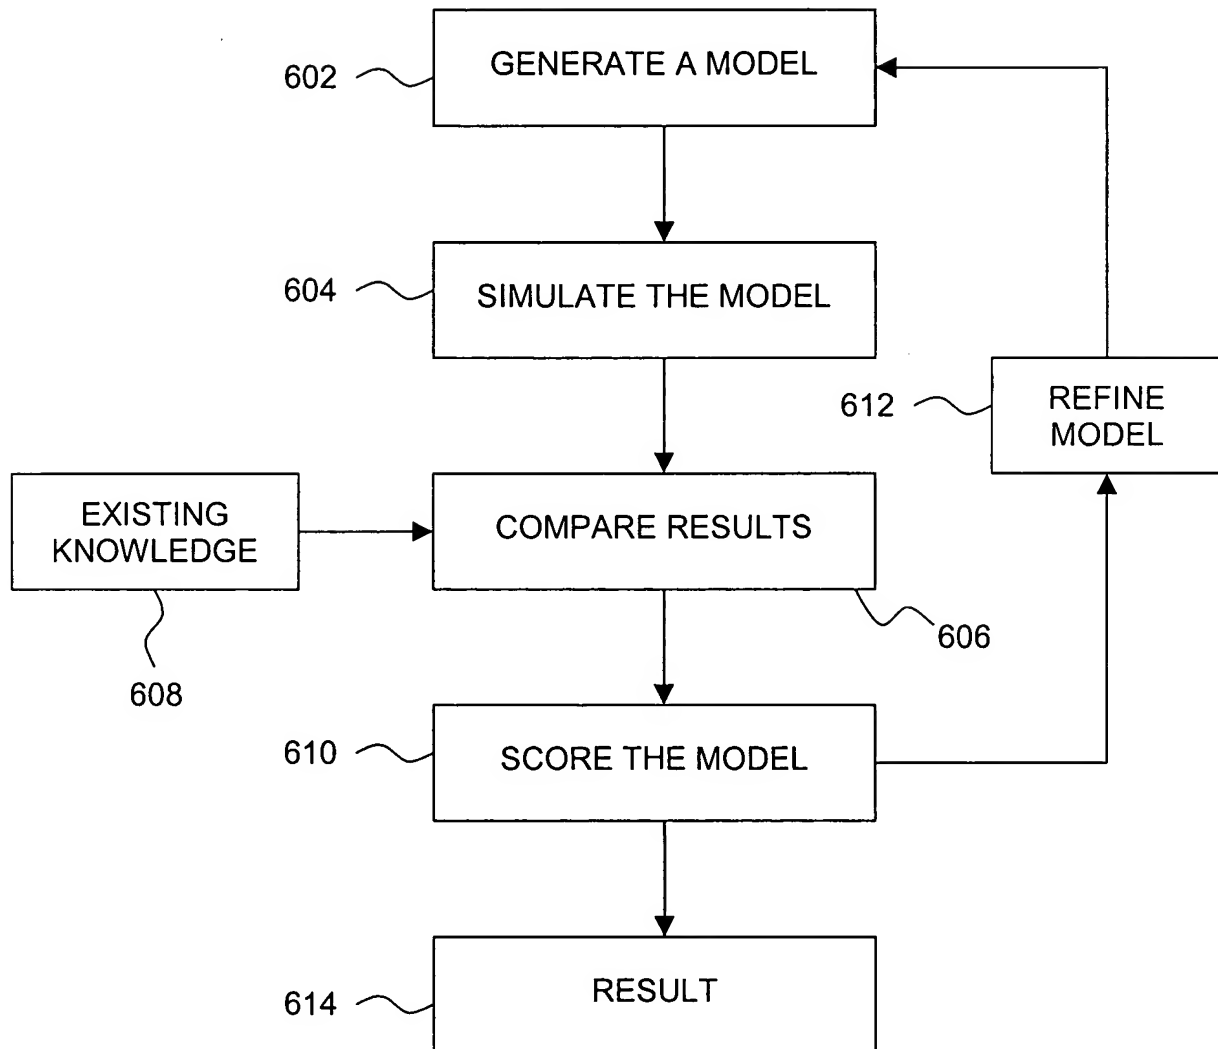 602
GENERATE A MODEL
604
SIMULATE THE MODEL
612
REFINE
MODEL
EXISTING
KNOWLEDGE
COMPARE RESULTS
606
608
610
SCORE THE MODEL
614
RESULT